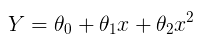 Y = θ₀ + θ₁x + θ₂x²